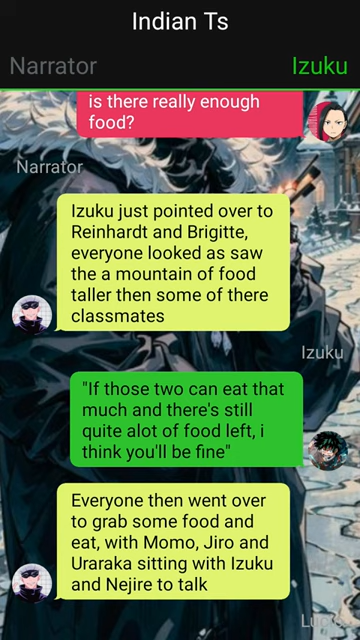 Indian Ts
Narrator
Izuku
is there really enough
food?
Narrator
Izuku just pointed over to
Reinhardt and Brigitte,
everyone looked as saw
the a mountain of food
taller then some of there
classmates
Izuku
"If those two can eat that
much and there's still
quite alot of food left, i
think you'll be fine"
Everyone then went over
to grab some food and
eat, with Momo, Jiro and
Uraraka sitting with Izuku
and Nejire to talk